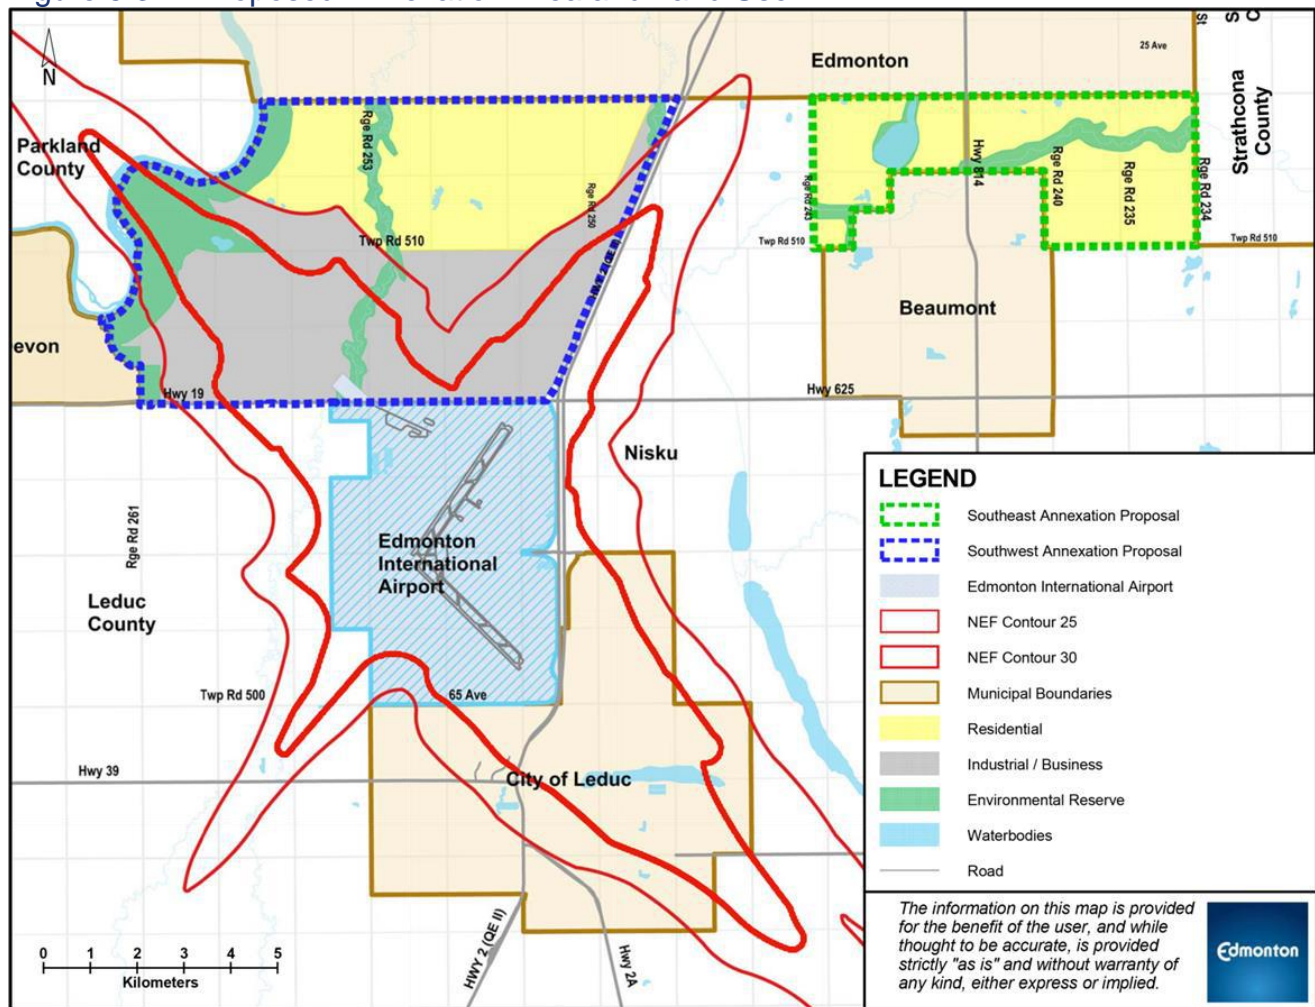 N
Edmonton
25 Ave
St
Strathcona
County
Parkland
County
Rge Rd 253
Rge Rd 250
Hwy 814
Rge Rd 240
Rge Rd 235
Rge Rd 234
Rge Rd 243
Twp Rd 510
Twp Rd 510
Twp Rd 510
evon
Beaumont
Hwy 19
Hwy 625
Nisku
Edmonton
International
Airport
Rge Rd 261
Leduc
County
Twp Rd 500
65 Ave
Hwy 39
City of Leduc
HWY 2 (QE II)
Hwy 2A
0 1 2 3 4 5
Kilometers
LEGEND
Southeast Annexation Proposal
Southwest Annexation Proposal
Edmonton International Airport
NEF Contour 25
NEF Contour 30
Municipal Boundaries
Residential
Industrial / Business
Environmental Reserve
Waterbodies
Road
The information on this map is provided
for the benefit of the user, and while
thought to be accurate, is provided
strictly "as is" and without warranty of
any kind, either express or implied.
Edmonton